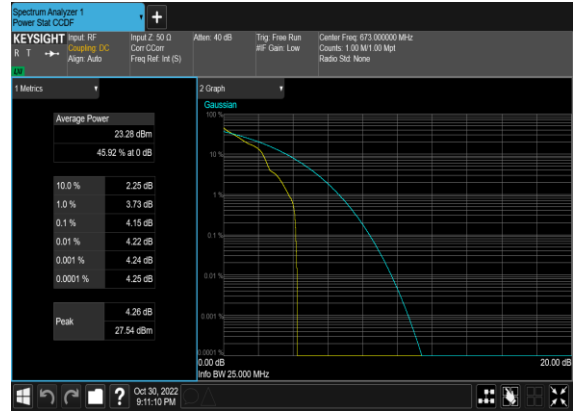 Spectrum Analyzer 1
Power Stat CCDF
KEYSIGHT
R T
LM
Input: RF
Coupling: DC
Align: Auto
Input Z: 50 Ω
Corr CCorr
Freq Ref: Int (S)
Atten: 40 dB
Trig: Free Run
#IF Gain: Low
Center Freq: 673.000000 MHz
Counts: 1.00 M/1.00 Mpt
Radio Std: None
1 Metrics
Average Power
23.28 dBm
45.92 % at 0 dB
10.0 % 2.25 dB
1.0 % 3.73 dB
0.1 % 4.15 dB
0.01 % 4.22 dB
0.001 % 4.24 dB
0.0001 % 4.25 dB
Peak
4.26 dB
27.54 dBm
2 Graph
Gaussian
100 %
10 %
1 %
0.1 %
0.01 %
0.001 %
0.0001 %
0.00 dB
20.00 dB
Info BW 25.000 MHz
?
Oct 30, 2022
9:11:10 PM